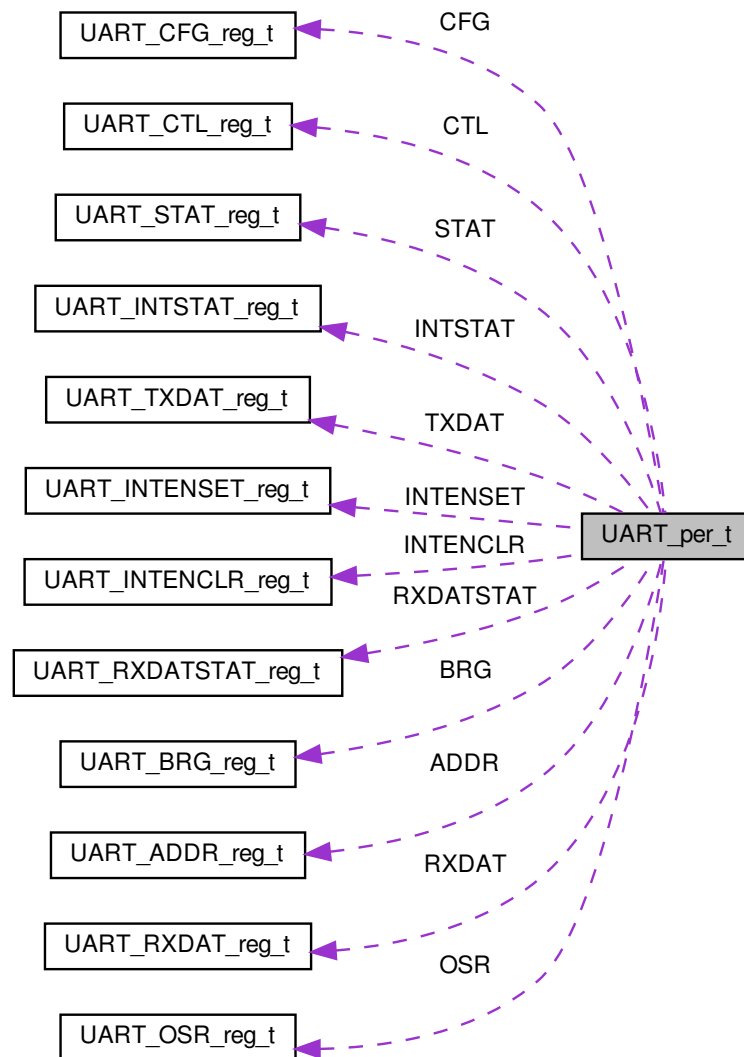 UART_CFG_reg_t
CFG
UART_CTL_reg_t
CTL
UART_STAT_reg_t
STAT
UART_INTSTAT_reg_t
INTSTAT
UART_TXDAT_reg_t
TXDAT
UART_INTENSET_reg_t
INTENSET
UART_per_t
INTENCLR
UART_INTENCLR_reg_t
RXDATSTAT
UART_RXDATSTAT_reg_t
BRG
UART_BRG_reg_t
ADDR
UART_ADDR_reg_t
RXDAT
UART_RXDAT_reg_t
OSR
UART_OSR_reg_t